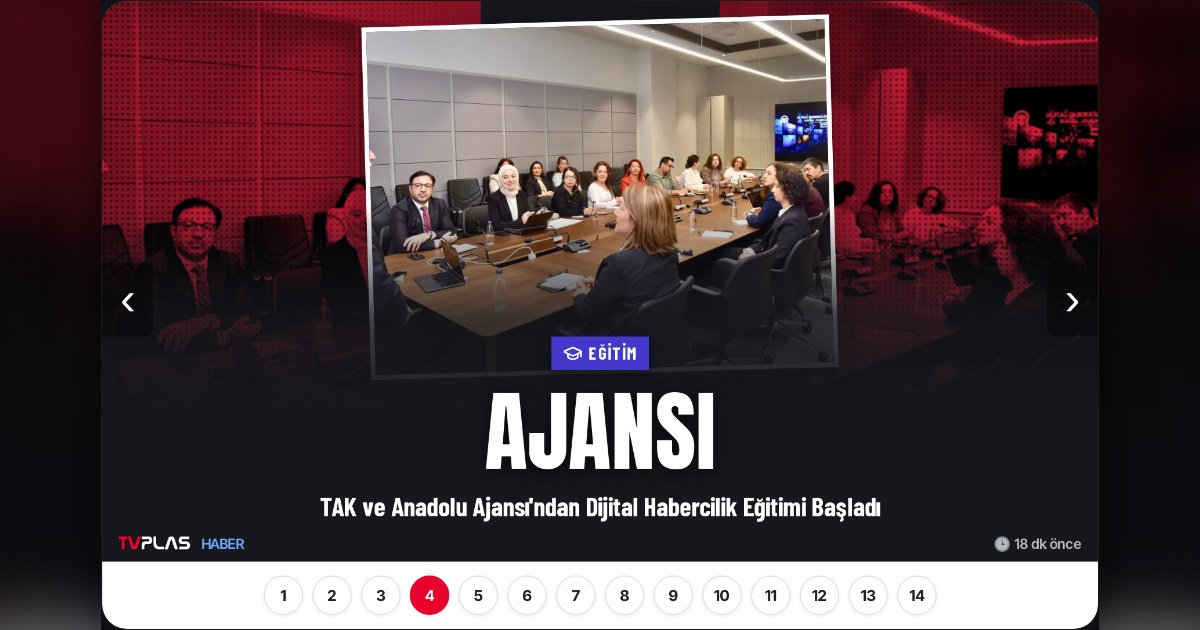 EĞİTİM
AJANSI
TAK ve Anadolu Ajansı'ndan Dijital Habercilik Eğitimi Başladı
TVPLAS HABER
18 dk önce
1 2 3 4 5 6 7 8 9 10 11 12 13 14